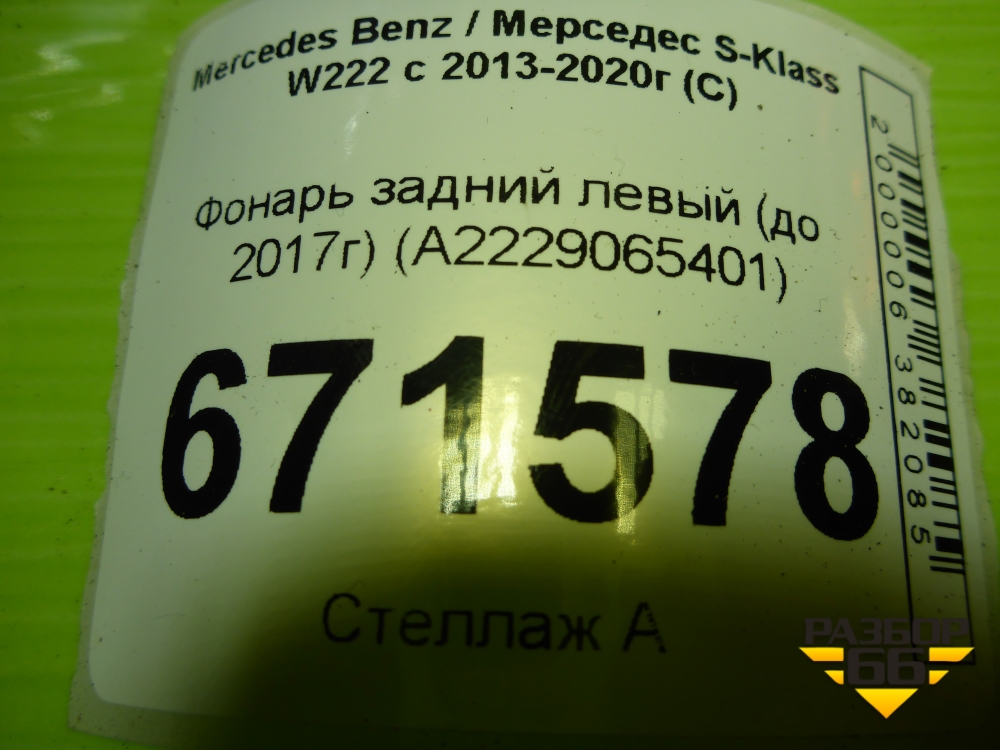 Mercedes Benz / Мерседес S-Klass
W222 с 2013-2020г (С)
Фонарь задний левый (до
2017г) (A2229065401)
671578
Стеллаж А
2000006382085
РАЗБОР
66